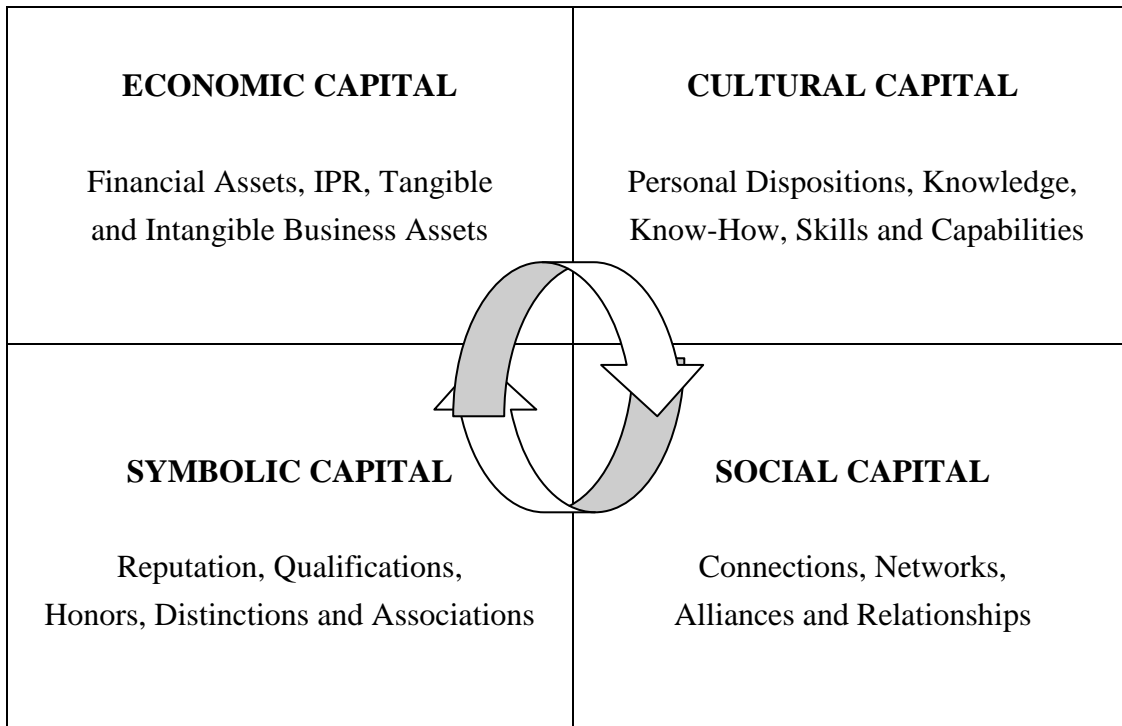 ECONOMIC CAPITAL
Financial Assets, IPR, Tangible
and Intangible Business Assets
CULTURAL CAPITAL
Personal Dispositions, Knowledge,
Know-How, Skills and Capabilities
SYMBOLIC CAPITAL
Reputation, Qualifications,
Honors, Distinctions and Associations
SOCIAL CAPITAL
Connections, Networks,
Alliances and Relationships